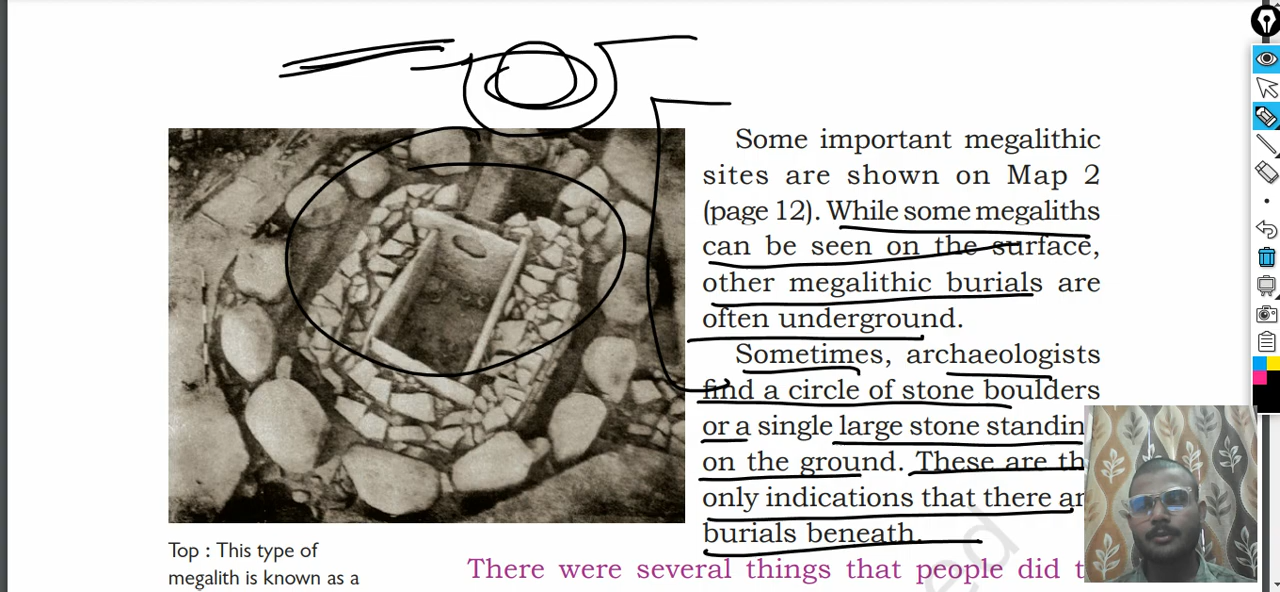 Some important megalithic
sites are shown on Map 2
(page 12). While some megaliths
can be seen on the surface,
other megalithic burials are
often underground.
Sometimes, archaeologists
find a circle of stone boulders
or a single large stone standin
on the ground. These are th
only indications that there ar
burials beneath.
There were several things that people did t
Top : This type of
megalith is known as a